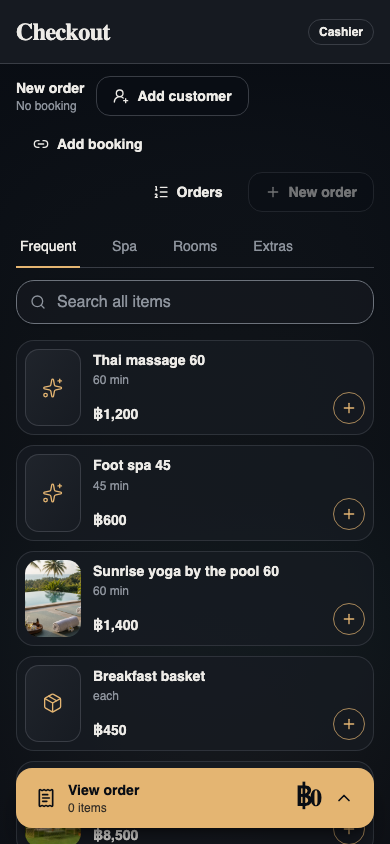 Checkout
Cashier
New order
No booking
Add customer
Add booking
Orders
New order
Frequent
Spa
Rooms
Extras
Search all items
Thai massage 60
60 min
฿1,200
Foot spa 45
45 min
฿600
Sunrise yoga by the pool 60
60 min
฿1,400
Breakfast basket
each
฿450
View order
0 items
฿0
฿8,500